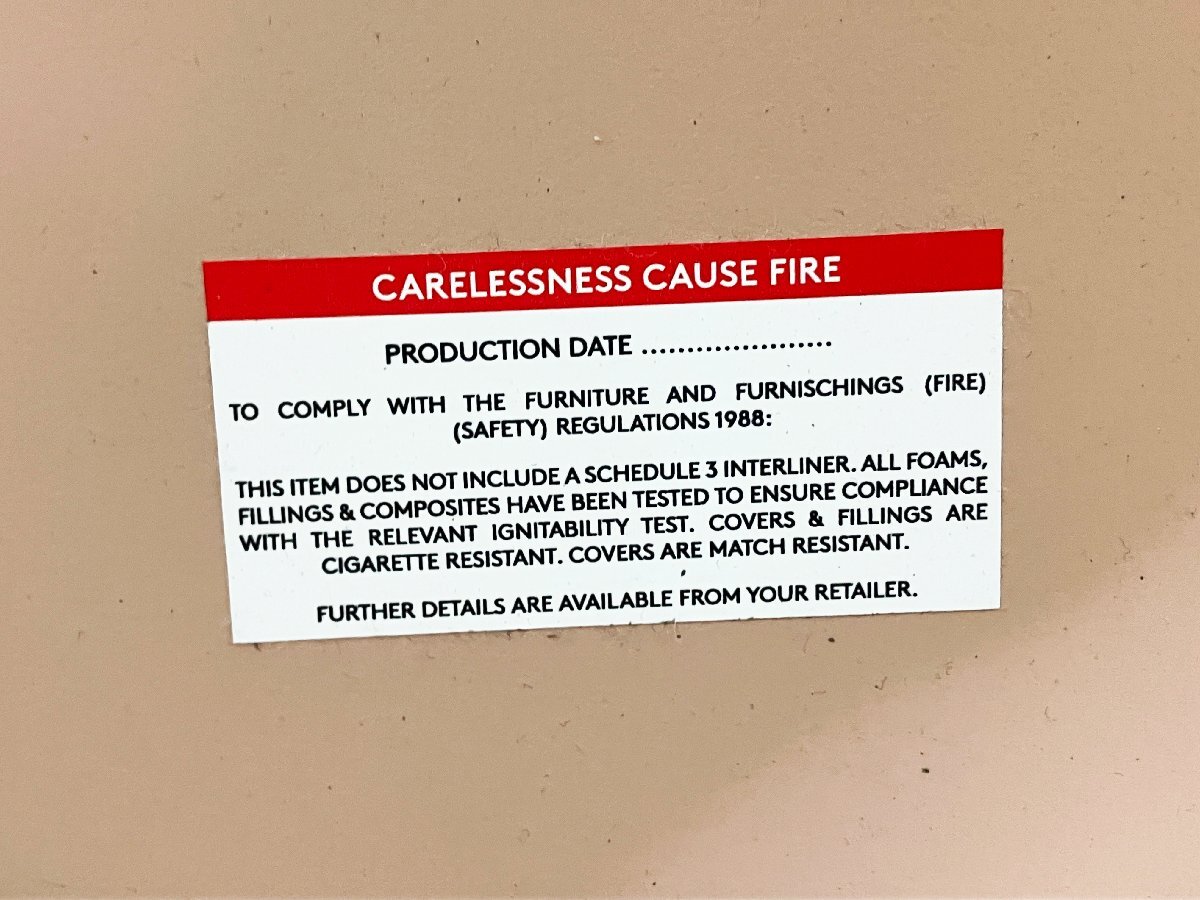 CARELESSNESS CAUSE FIRE
PRODUCTION DATE .....................
TO COMPLY WITH THE FURNITURE AND FURNISCHINGS (FIRE)
(SAFETY) REGULATIONS 1988:
THIS ITEM DOES NOT INCLUDE A SCHEDULE 3 INTERLINER. ALL FOAMS,
FILLINGS & COMPOSITES HAVE BEEN TESTED TO ENSURE COMPLIANCE
WITH THE RELEVANT IGNITABILITY TEST. COVERS & FILLINGS ARE
CIGARETTE RESISTANT. COVERS ARE MATCH RESISTANT.
FURTHER DETAILS ARE AVAILABLE FROM YOUR RETAILER.